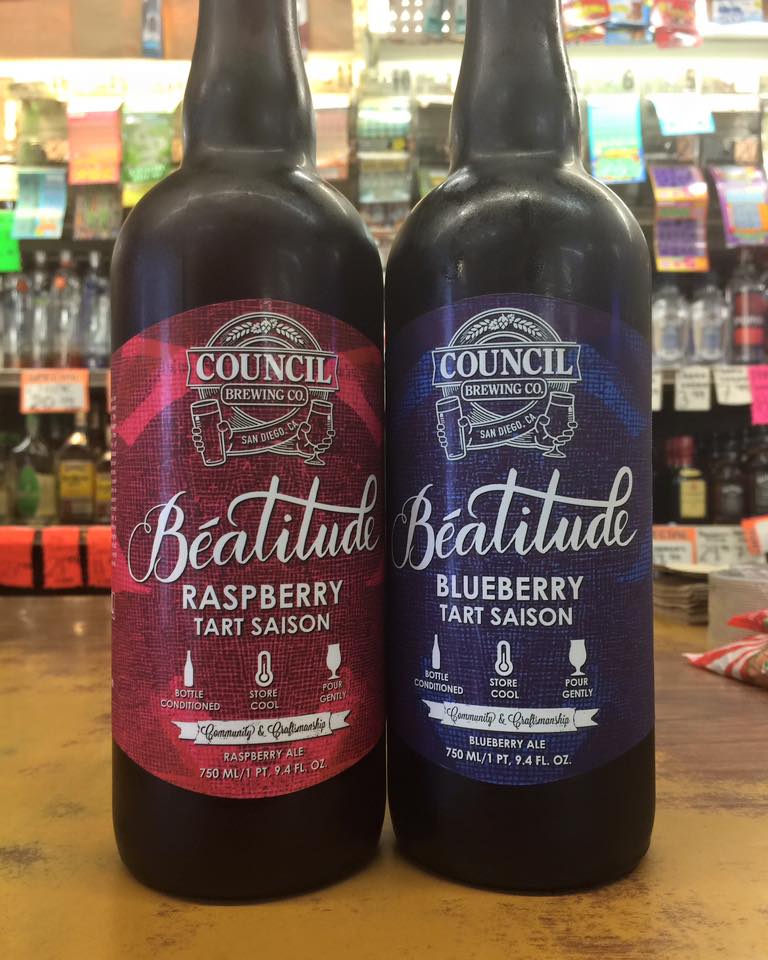 COUNCIL
BREWING CO.
SAN DIEGO, CA
Béatitude
RASPBERRY
TART SAISON
BOTTLE
CONDITIONED
STORE
COOL
POUR
GENTLY
Community & Craftsmanship
RASPBERRY ALE
750 ML/1 PT, 9.4 FL. OZ.
COUNCIL
BREWING CO.
SAN DIEGO, CA
Béatitude
BLUEBERRY
TART SAISON
BOTTLE
CONDITIONED
STORE
COOL
POUR
GENTLY
Community & Craftsmanship
BLUEBERRY ALE
750 ML/1 PT, 9.4 FL. OZ.